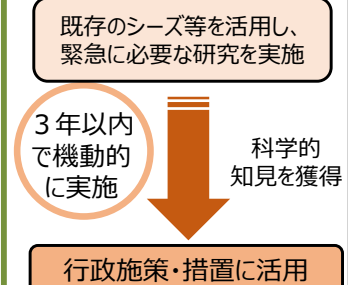 既存のシーズ等を活用し、
緊急に必要な研究を実施
３年以内
で機動的
に実施
科学的
知見を獲得
行政施策・措置に活用